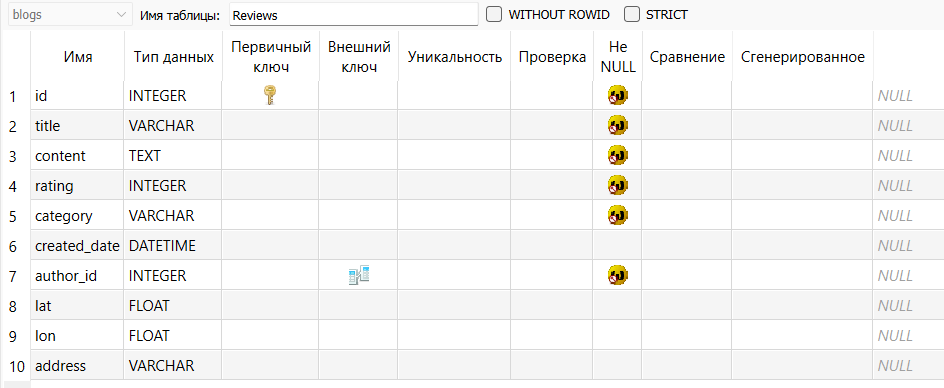 blogs Имя таблицы: Reviews WITHOUT ROWID STRICT
Имя Тип данных Первичный ключ Внешний ключ Уникальность Проверка Не NULL Сравнение Сгенерированное
1 id INTEGER NULL
2 title VARCHAR NULL
3 content TEXT NULL
4 rating INTEGER NULL
5 category VARCHAR NULL
6 created_date DATETIME NULL
7 author_id INTEGER NULL
8 lat FLOAT NULL
9 lon FLOAT NULL
10 address VARCHAR NULL